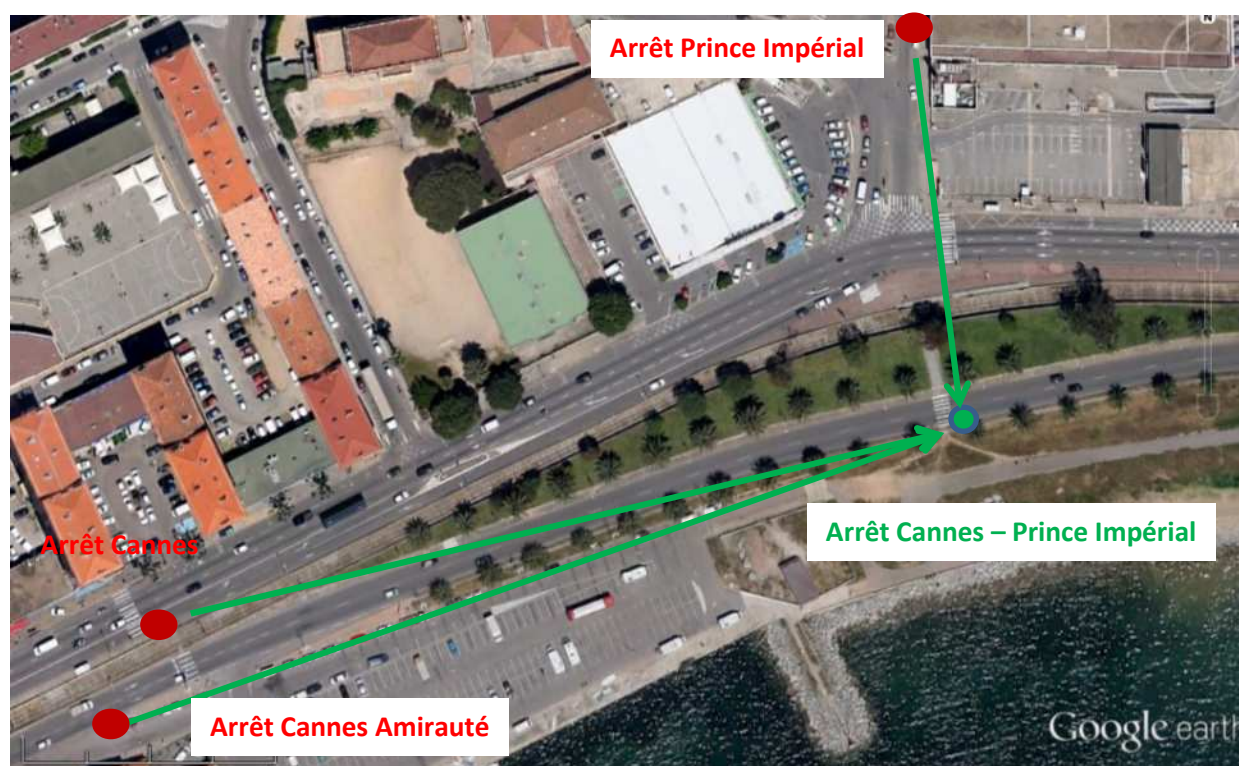 Arrêt Prince Impérial
Arrêt Cannes – Prince Impérial
Arrêt Cannes
Arrêt Cannes Amirauté
Google earth